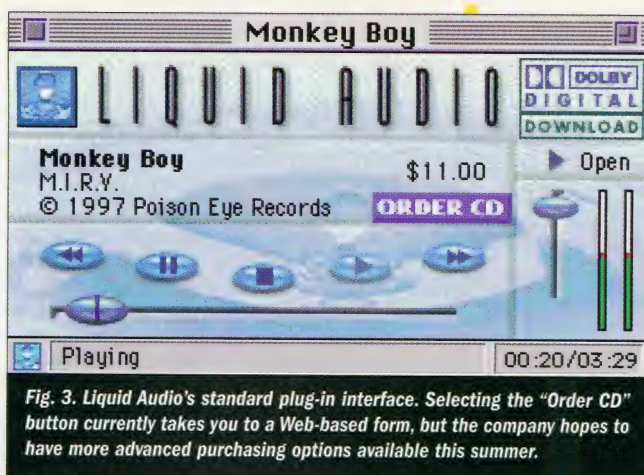 Monkey Boy
LIQUID AUDIO
DOLBY
DIGITAL
DOWNLOAD
Monkey Boy
M.I.R.V.
© 1997 Poison Eye Records
$11.00
ORDER CD
Open
Playing
00:20/03:29
Fig. 3. Liquid Audio's standard plug-in interface. Selecting the "Order CD"
button currently takes you to a Web-based form, but the company hopes to
have more advanced purchasing options available this summer.